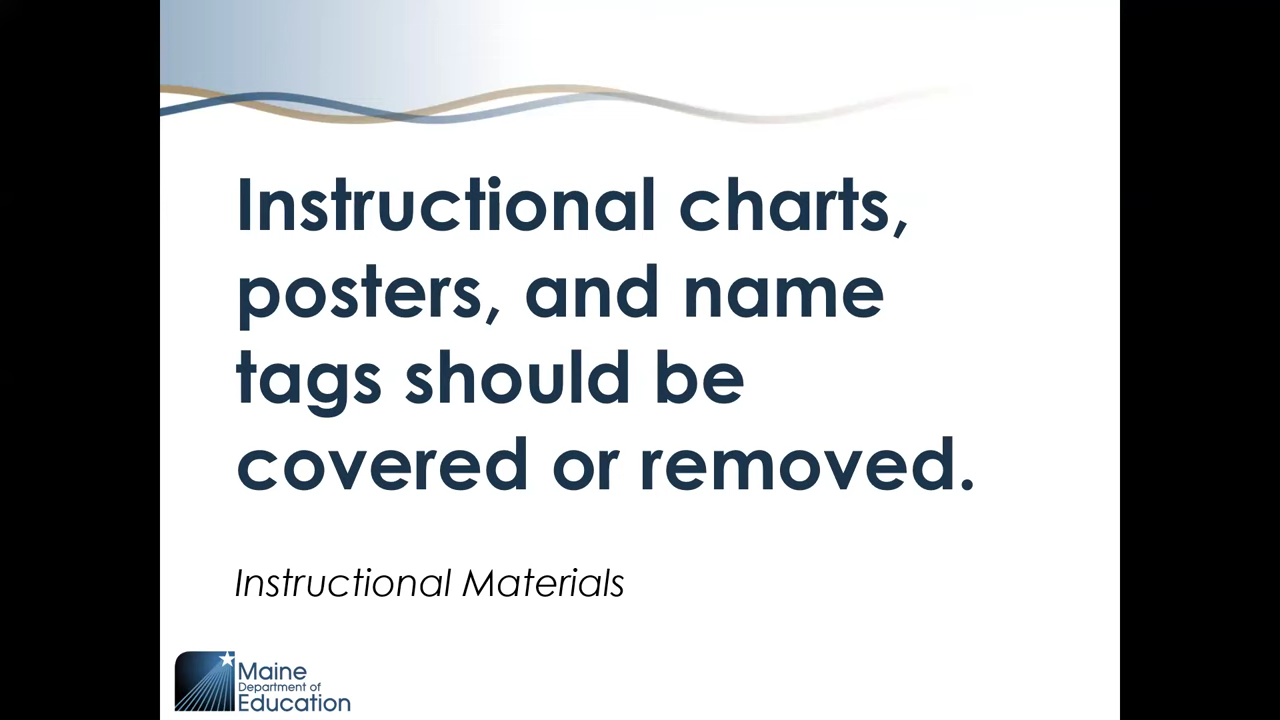 Instructional charts,
posters, and name
tags should be
covered or removed.
Instructional Materials
Maine
Department of
Education